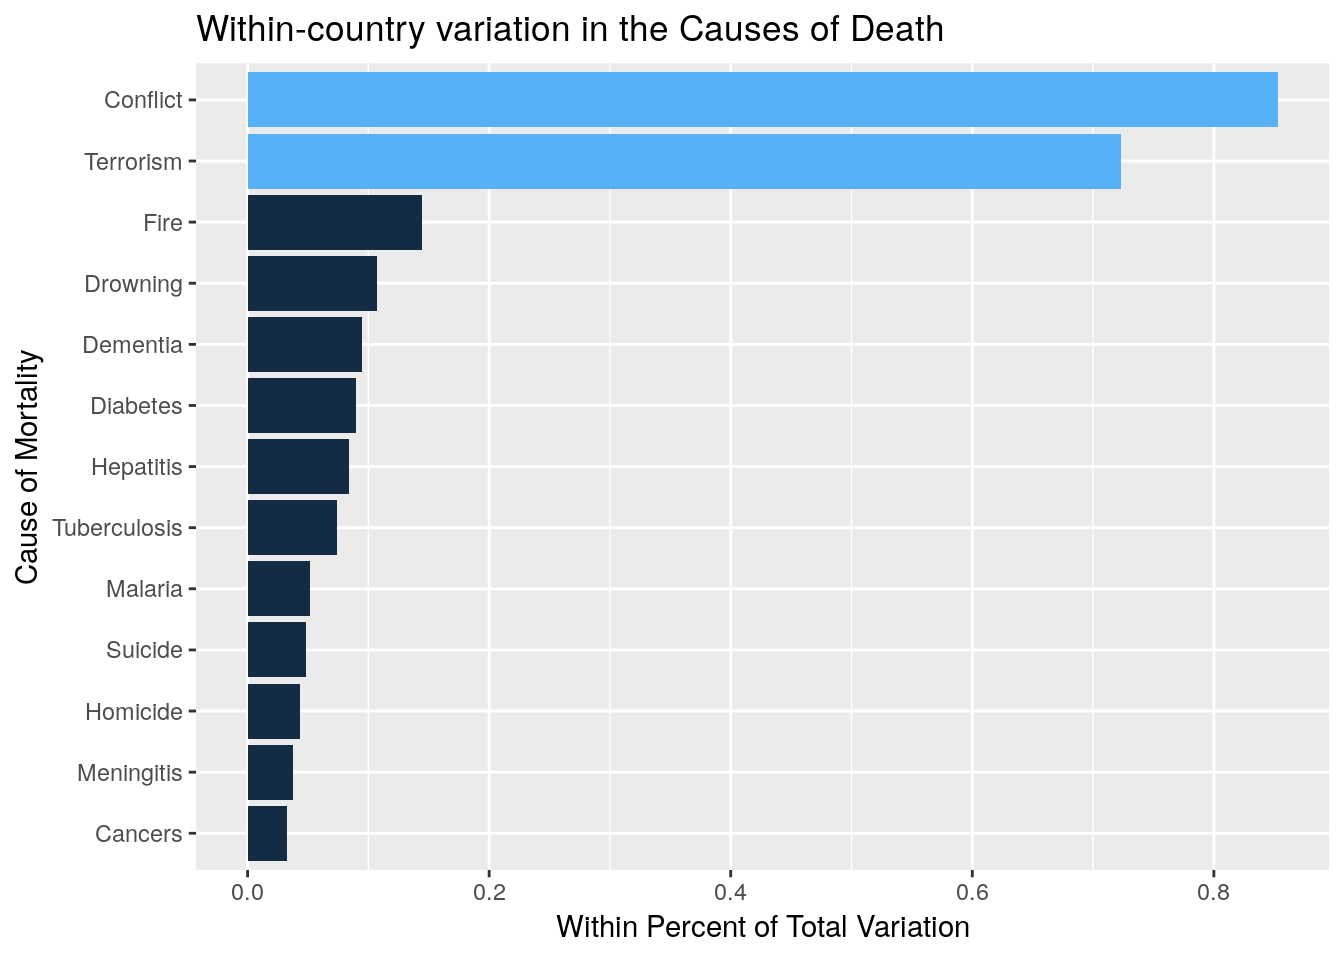 Within-country variation in the Causes of Death
Cause of Mortality
Conflict
Terrorism
Fire
Drowning
Dementia
Diabetes
Hepatitis
Tuberculosis
Malaria
Suicide
Homicide
Meningitis
Cancers
0.0 0.2 0.4 0.6 0.8
Within Percent of Total Variation